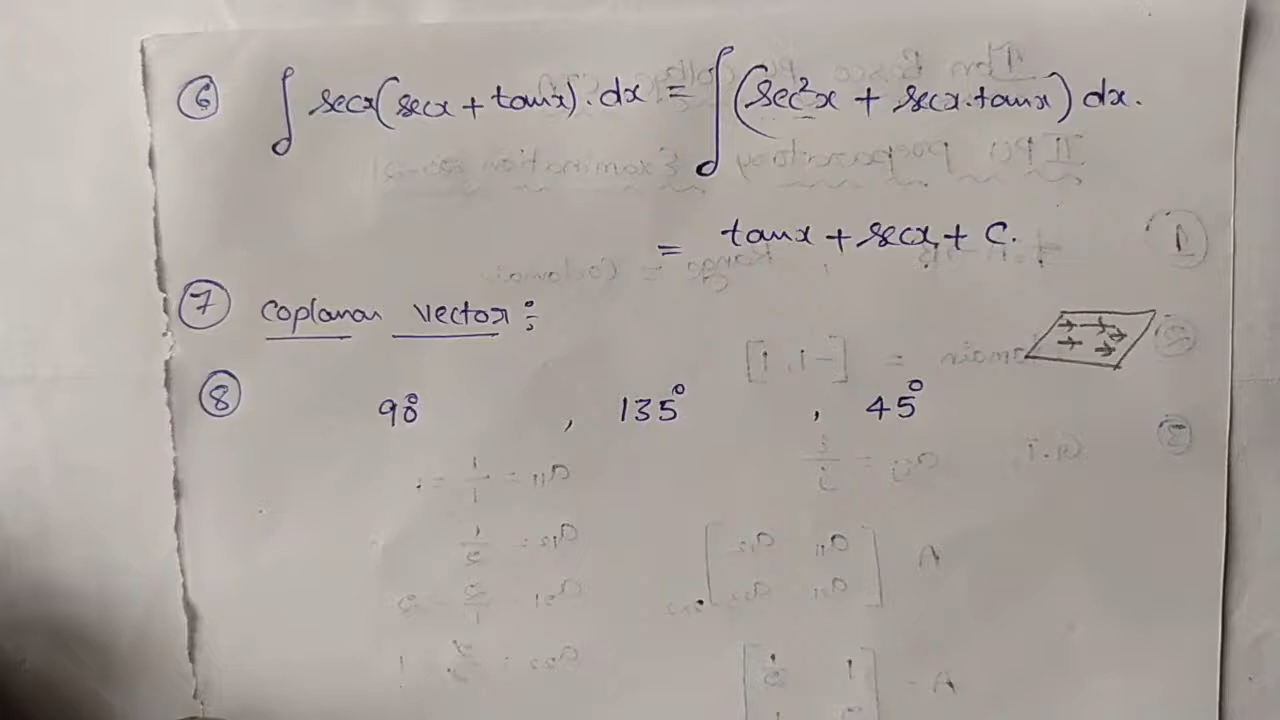 ⑥ ∫ secx(secx + tanx). dx = ∫ (sec²x + secx.tanx) dx.
= tanx + secx + c.
⑦ coplanar vector:
⑧ 90° , 135° , 45°